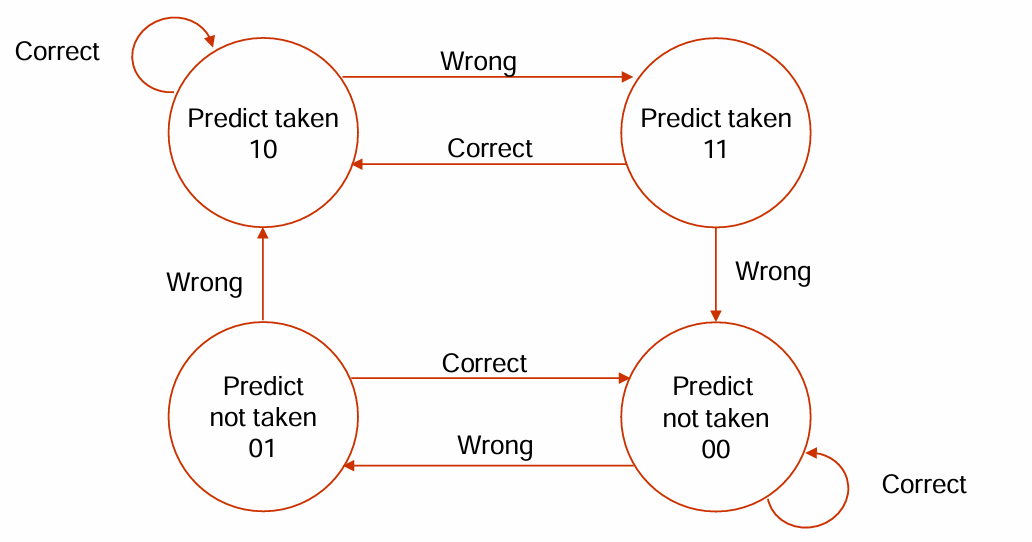 Correct
Wrong
Predict taken
10
Predict taken
11
Correct
Wrong
Wrong
Correct
Predict
not taken
01
Predict
not taken
00
Wrong
Correct